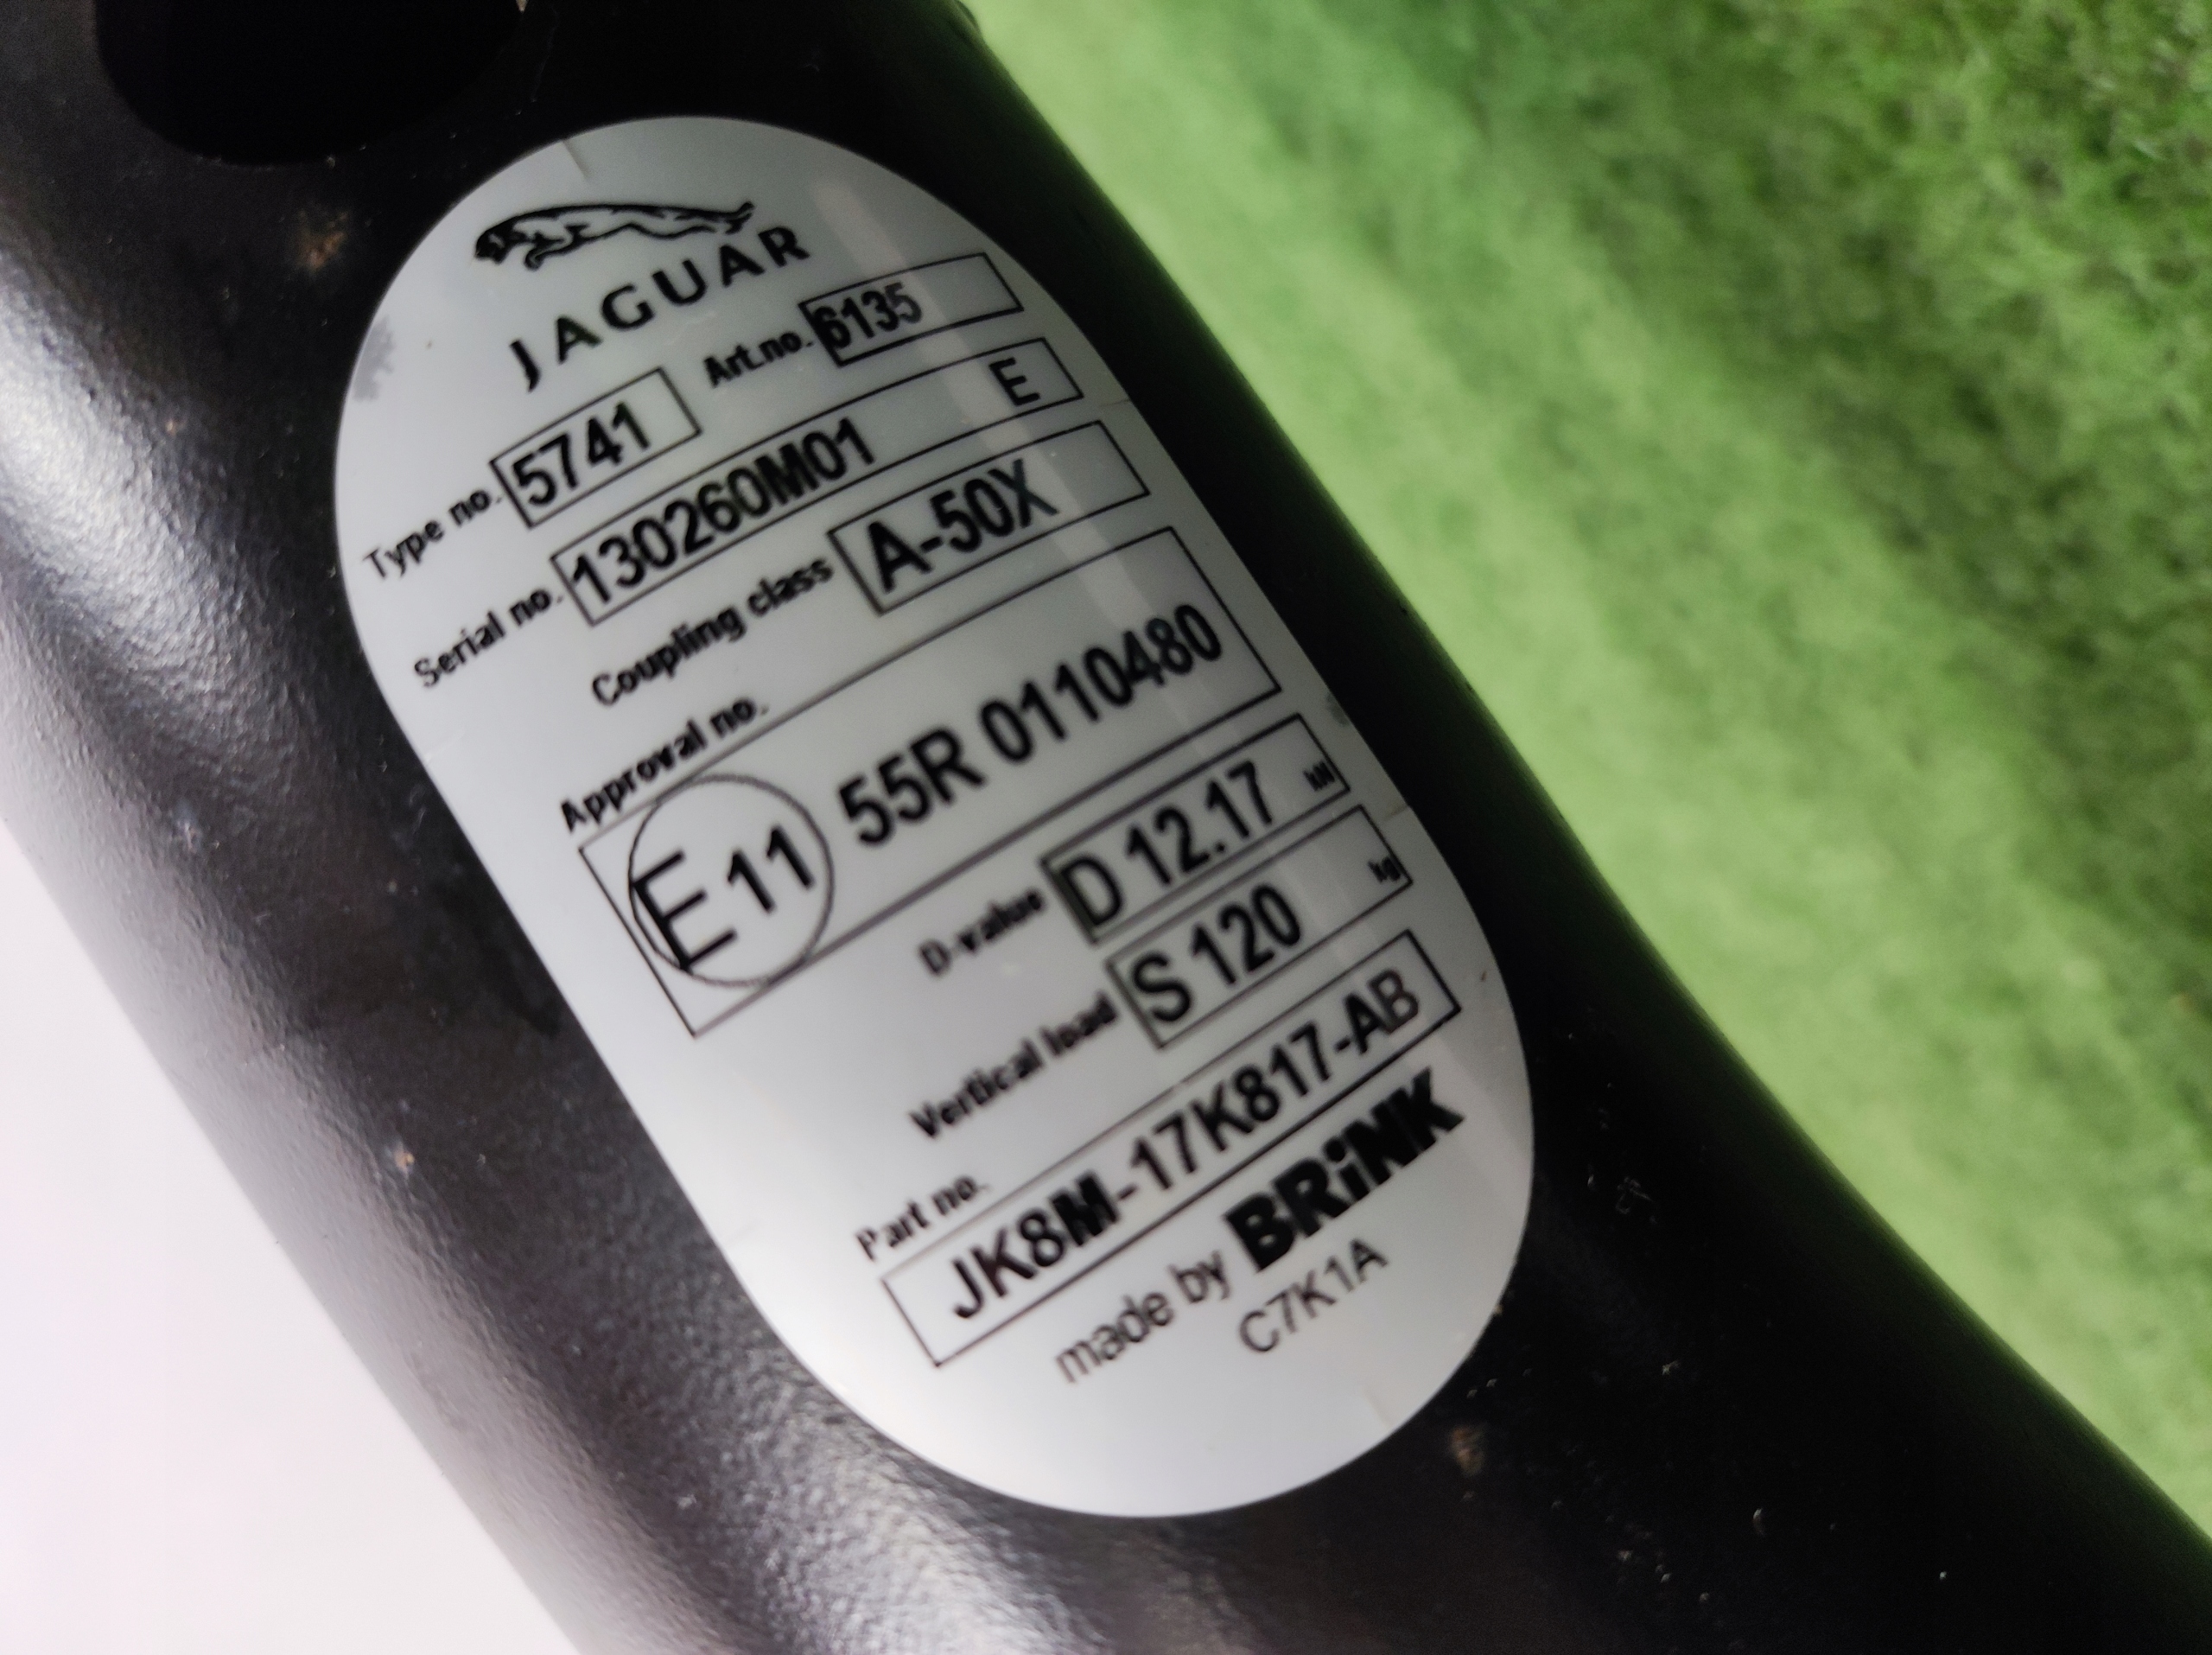 JAGUAR
Type no. 5741 Art.no. 6135
Serial no. 130260M01 E
Coupling class A-50X
Approval no.
E11 55R 0110480
D-value D 12.17 kN
Vertical load S 120 kg
Part no.
JK8M-17K817-AB
made by BRiNK
C7K1A